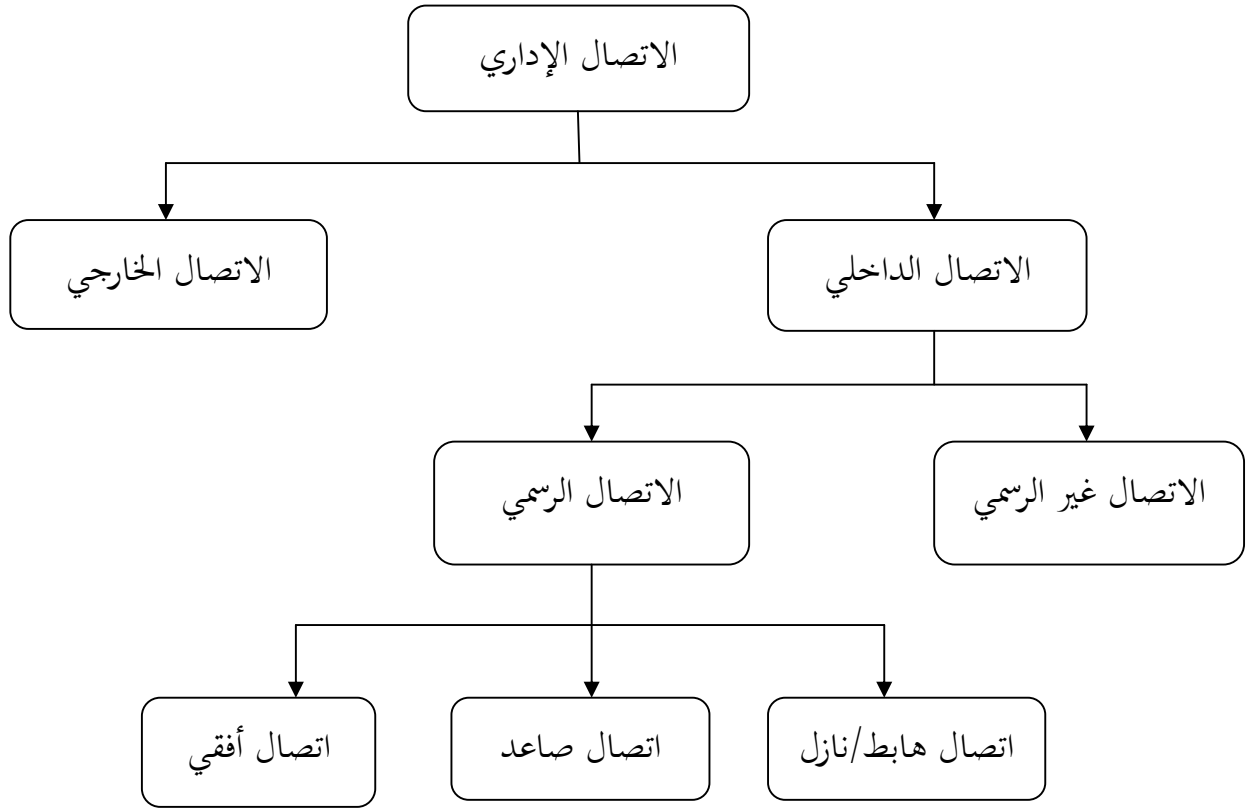 الاتصال الإداري
الاتصال الداخلي
الاتصال الخارجي
الاتصال غير الرسمي
الاتصال الرسمي
اتصال هابط/نازل
اتصال صاعد
اتصال أفقي